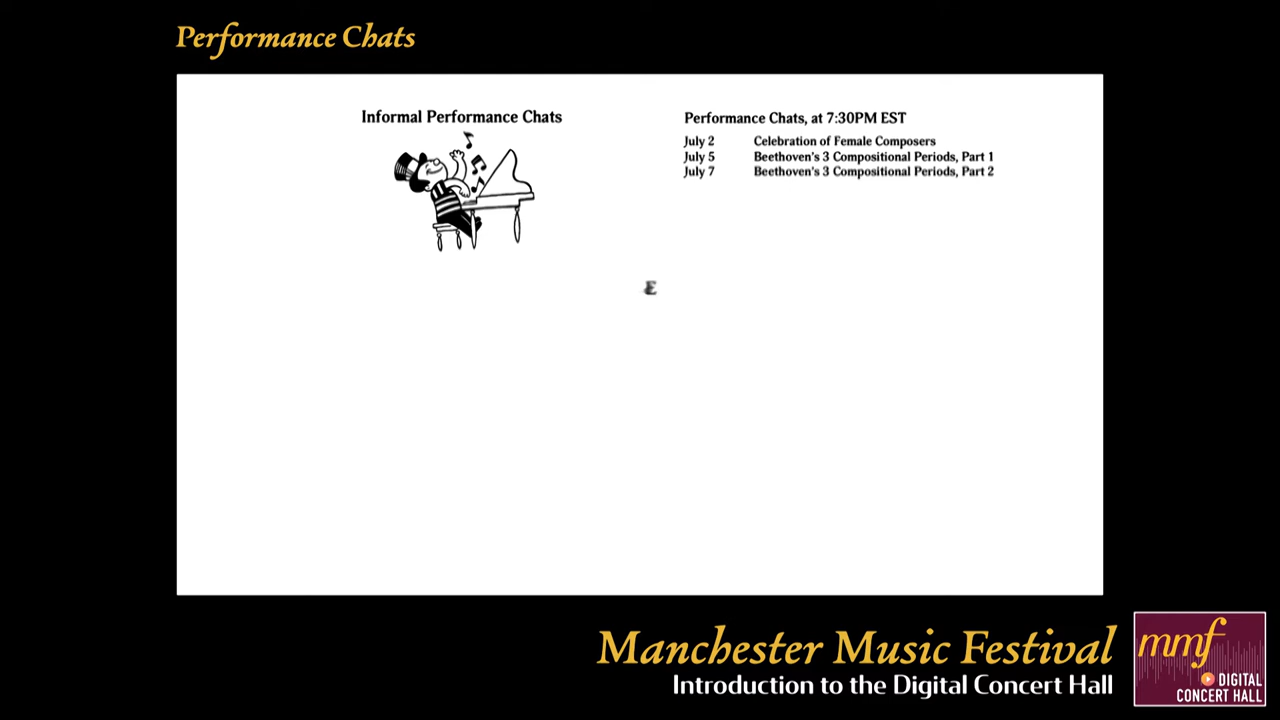 Performance Chats
Informal Performance Chats
Performance Chats, at 7:30PM EST
July 2 Celebration of Female Composers
July 5 Beethoven's 3 Compositional Periods, Part 1
July 7 Beethoven's 3 Compositional Periods, Part 2
Manchester Music Festival
Introduction to the Digital Concert Hall
mmf
DIGITAL
CONCERT HALL